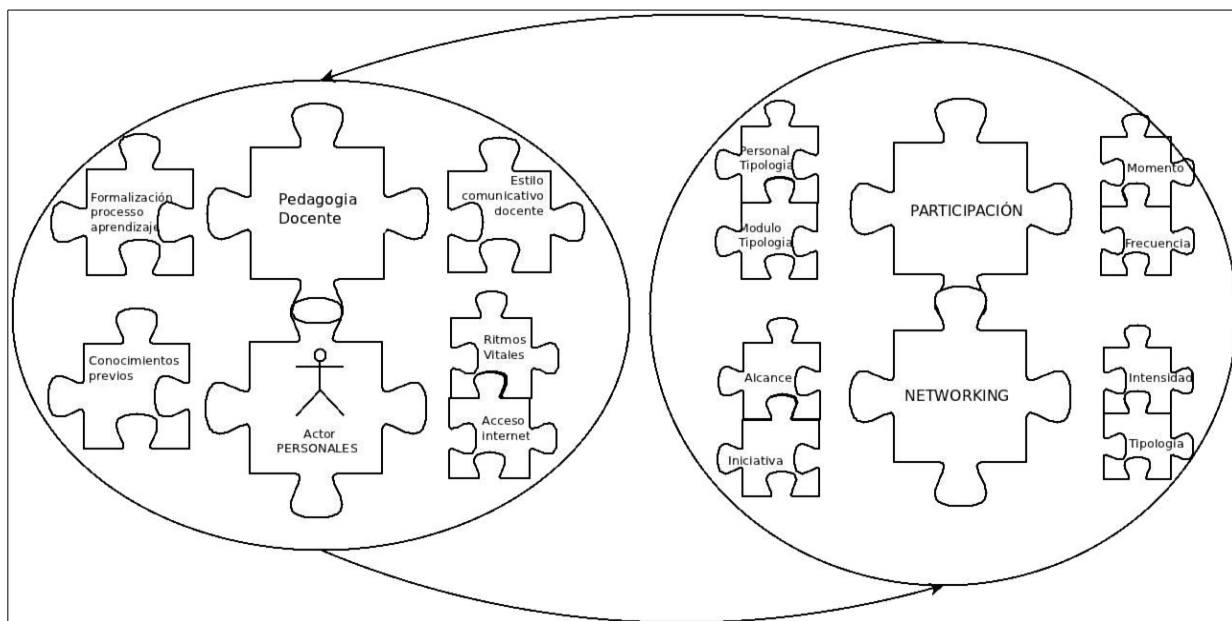 Formalización
processo
aprendizaje
Pedagogia
Docente
Estilo
comunicativo
docente
Conocimientos
previos
Actor
PERSONALES
Ritmos
Vitales
Acceso
internet
Personal
Tipologia
Modulo
Tipologia
PARTICIPACIÓN
Momento
Frecuencia
Alcance
Iniciativa
NETWORKING
Intensidad
Tipologia